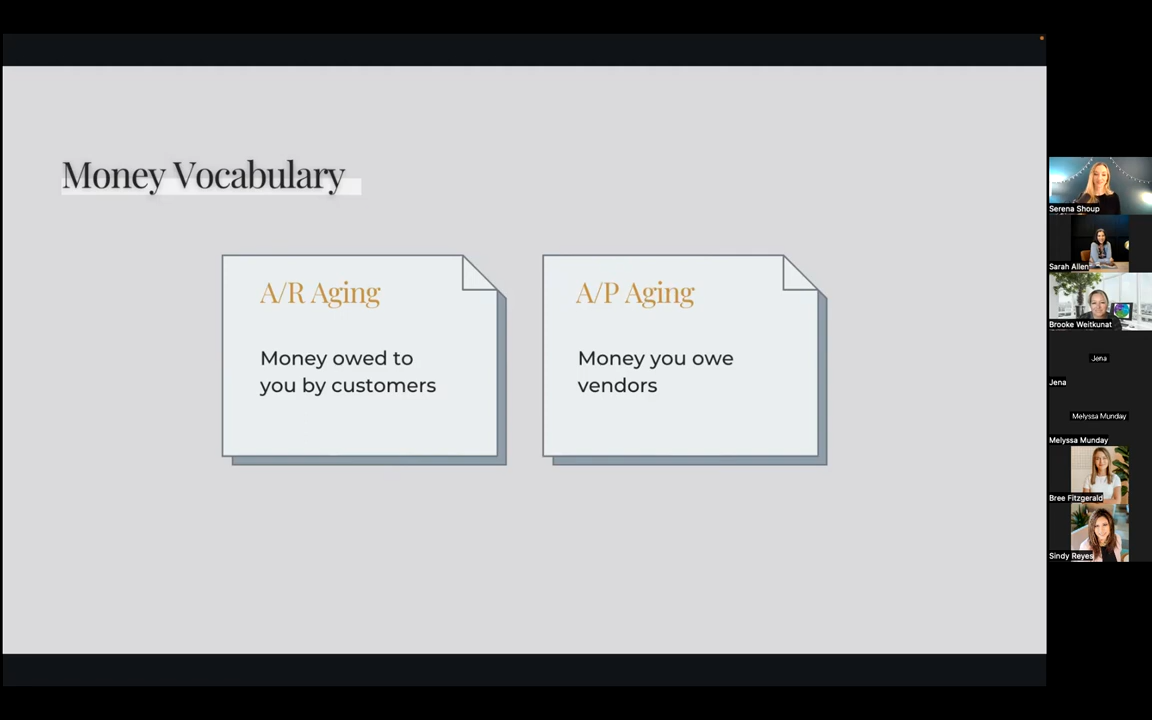 Money Vocabulary
A/R Aging
Money owed to
you by customers
A/P Aging
Money you owe
vendors
Serena Shoup
Sarah Allen
Brooke Weitkunat
Jena
Jena
Melyssa Munday
Melyssa Munday
Bree Fitzgerald
Sindy Reyes